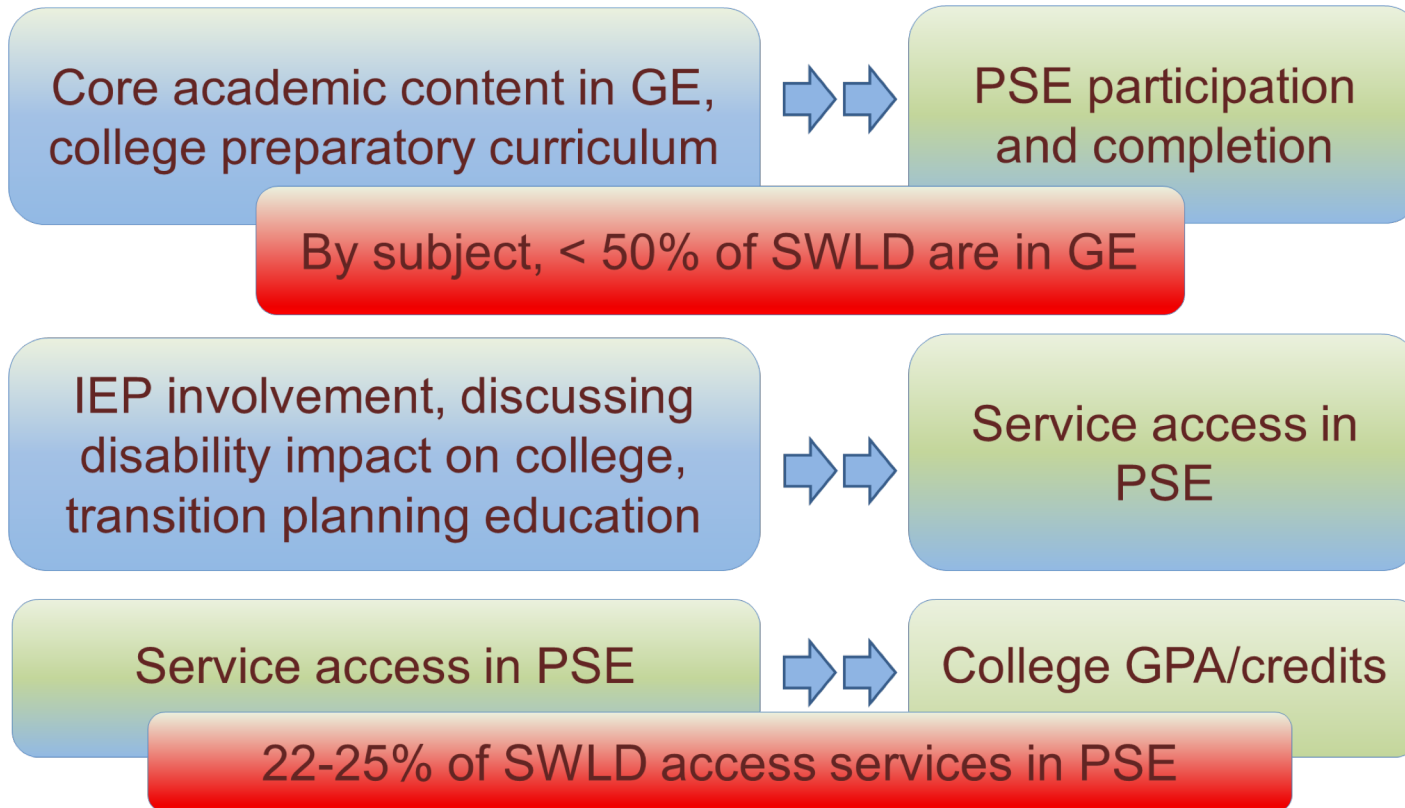 Core academic content in GE,
college preparatory curriculum
PSE participation
and completion
By subject, < 50% of SWLD are in GE
IEP involvement, discussing
disability impact on college,
transition planning education
Service access in
PSE
Service access in PSE
College GPA/credits
22-25% of SWLD access services in PSE